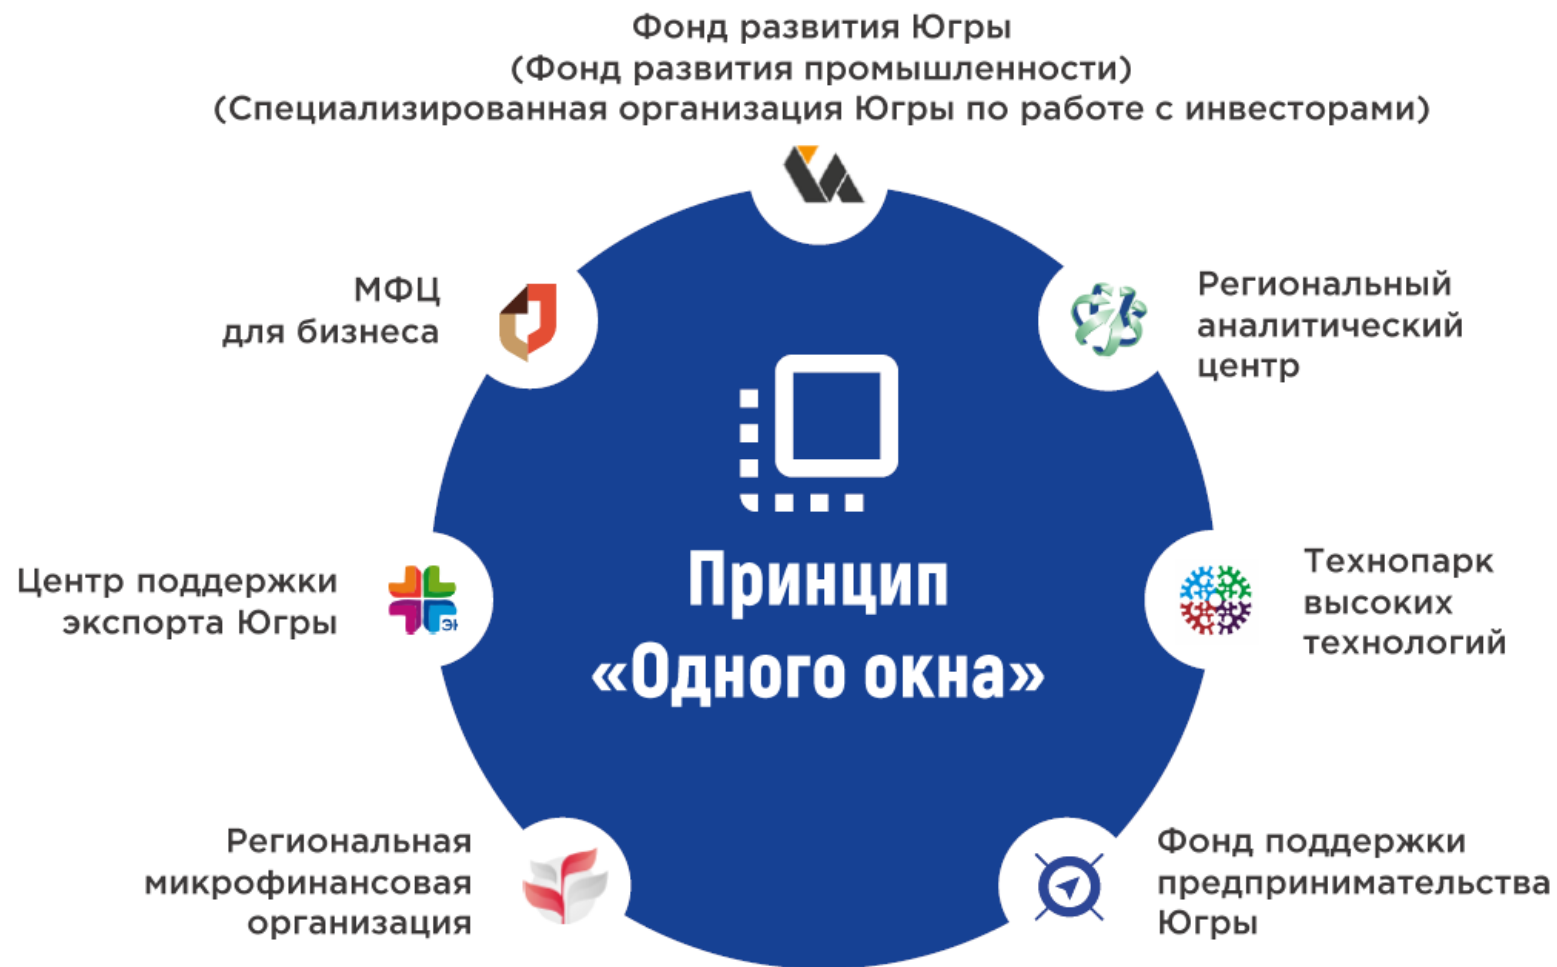 Фонд развития Югры
(Фонд развития промышленности)
(Специализированная организация Югры по работе с инвесторами)
МФЦ
для бизнеса
Региональный
аналитический
центр
Принцип
«Одного окна»
Центр поддержки
экспорта Югры
Технопарк
высоких
технологий
Региональная
микрофинансовая
организация
Фонд поддержки
предпринимательства
Югры